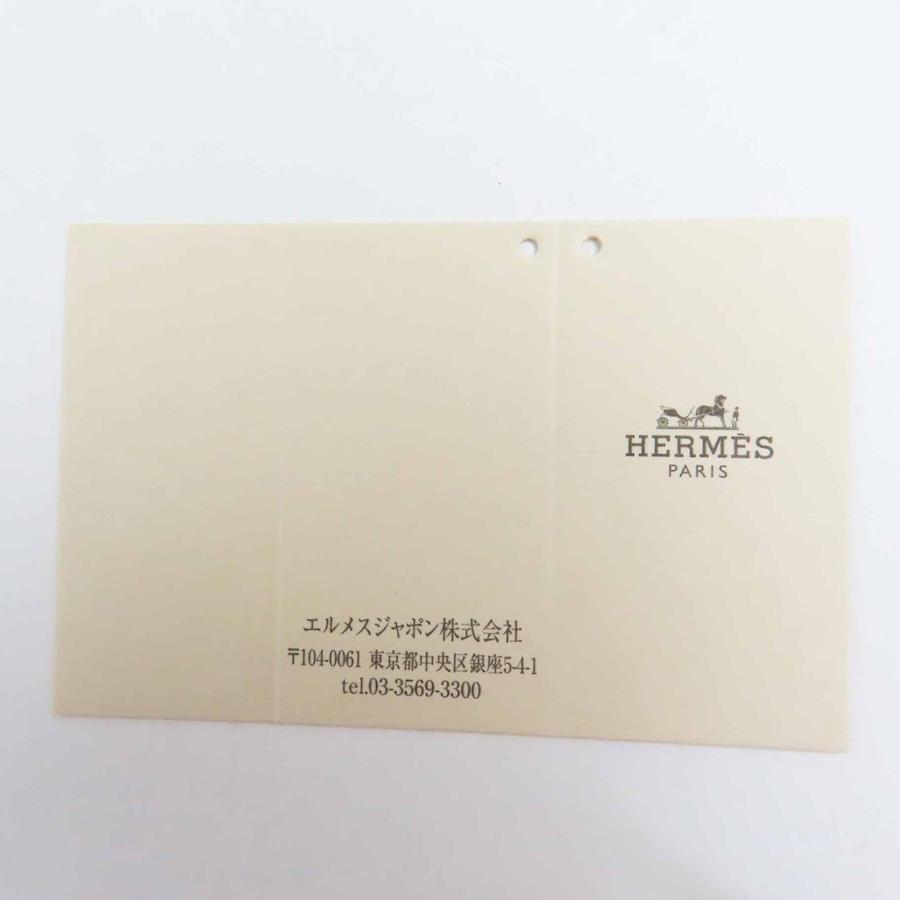 HERMÈS
PARIS
エルメスジャポン株式会社
〒104-0061 東京都中央区銀座5-4-1
tel.03-3569-3300